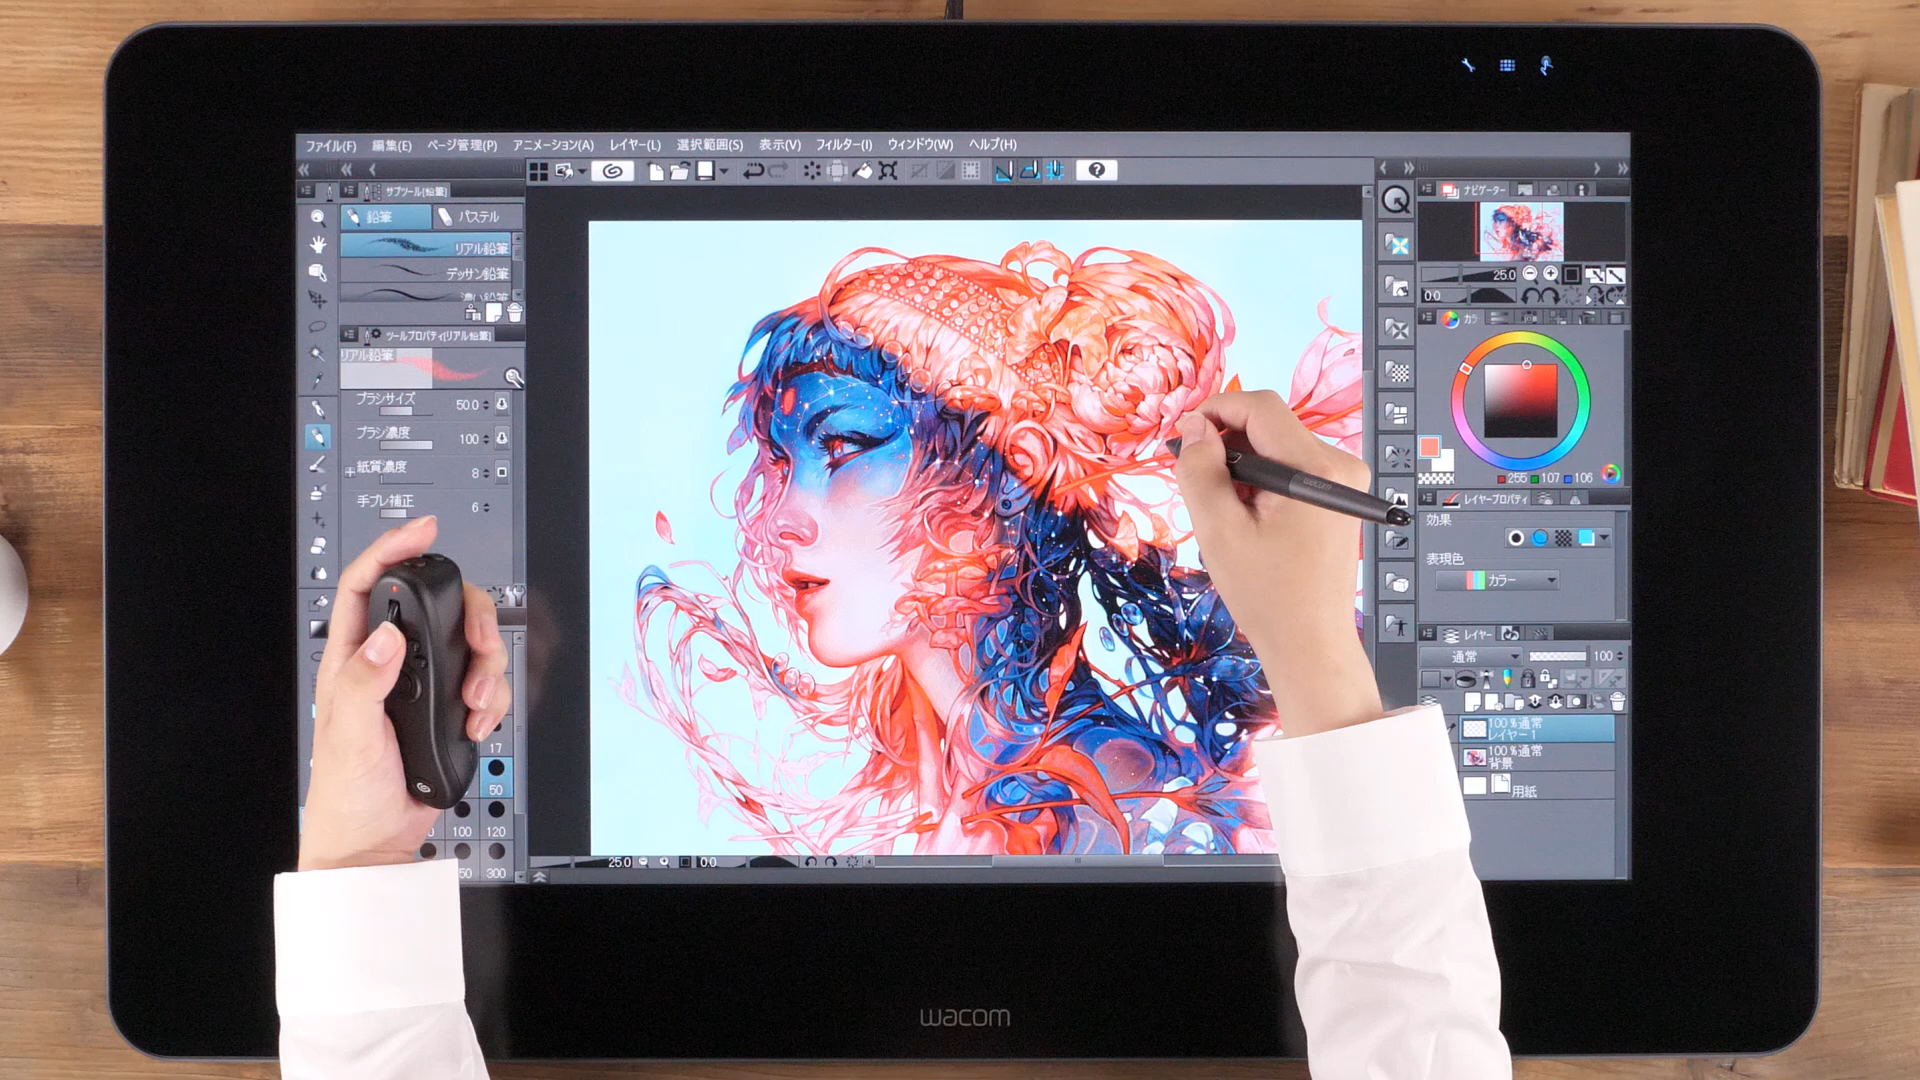 ファイル(F) 編集(E) ページ管理(P) アニメーション(A) レイヤー(L) 選択範囲(S) 表示(V) フィルター(I) ウィンドウ(W) ヘルプ(H)
サブツール[鉛筆]
鉛筆 パステル
リアル鉛筆
デッサン鉛筆
濃い鉛筆
ツールプロパティ[リアル鉛筆]
リアル鉛筆
ブラシサイズ 50.0
ブラシ濃度 100
紙質濃度 8
手ブレ補正 6
17
50
100 120
50 300
25.0 0.0
ナビゲーター
25.0
0.0
カラ
255 107 106
レイヤープロパティ
効果
表現色
カラー
レイヤー
通常 100
100 %通常
レイヤー 1
100 %通常
背景
用紙
wacom
wacom